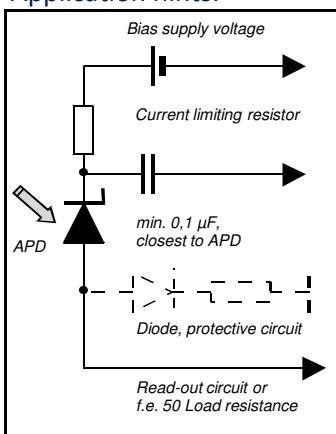 Application hints:
Bias supply voltage
Current limiting resistor
min. 0,1 µF,
closest to APD
APD
Diode, protective circuit
Read-out circuit or
f.e. 50 Load resistance